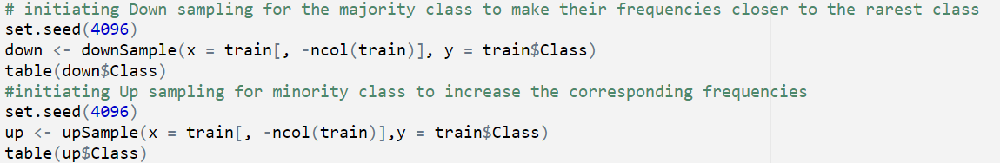 # initiating Down sampling for the majority class to make their frequencies closer to the rarest class
set.seed(4096)
down <- downSample(x = train[, -ncol(train)], y = train$Class)
table(down$Class)
#initiating Up sampling for minority class to increase the corresponding frequencies
set.seed(4096)
up <- upSample(x = train[, -ncol(train)],y = train$Class)
table(up$Class)